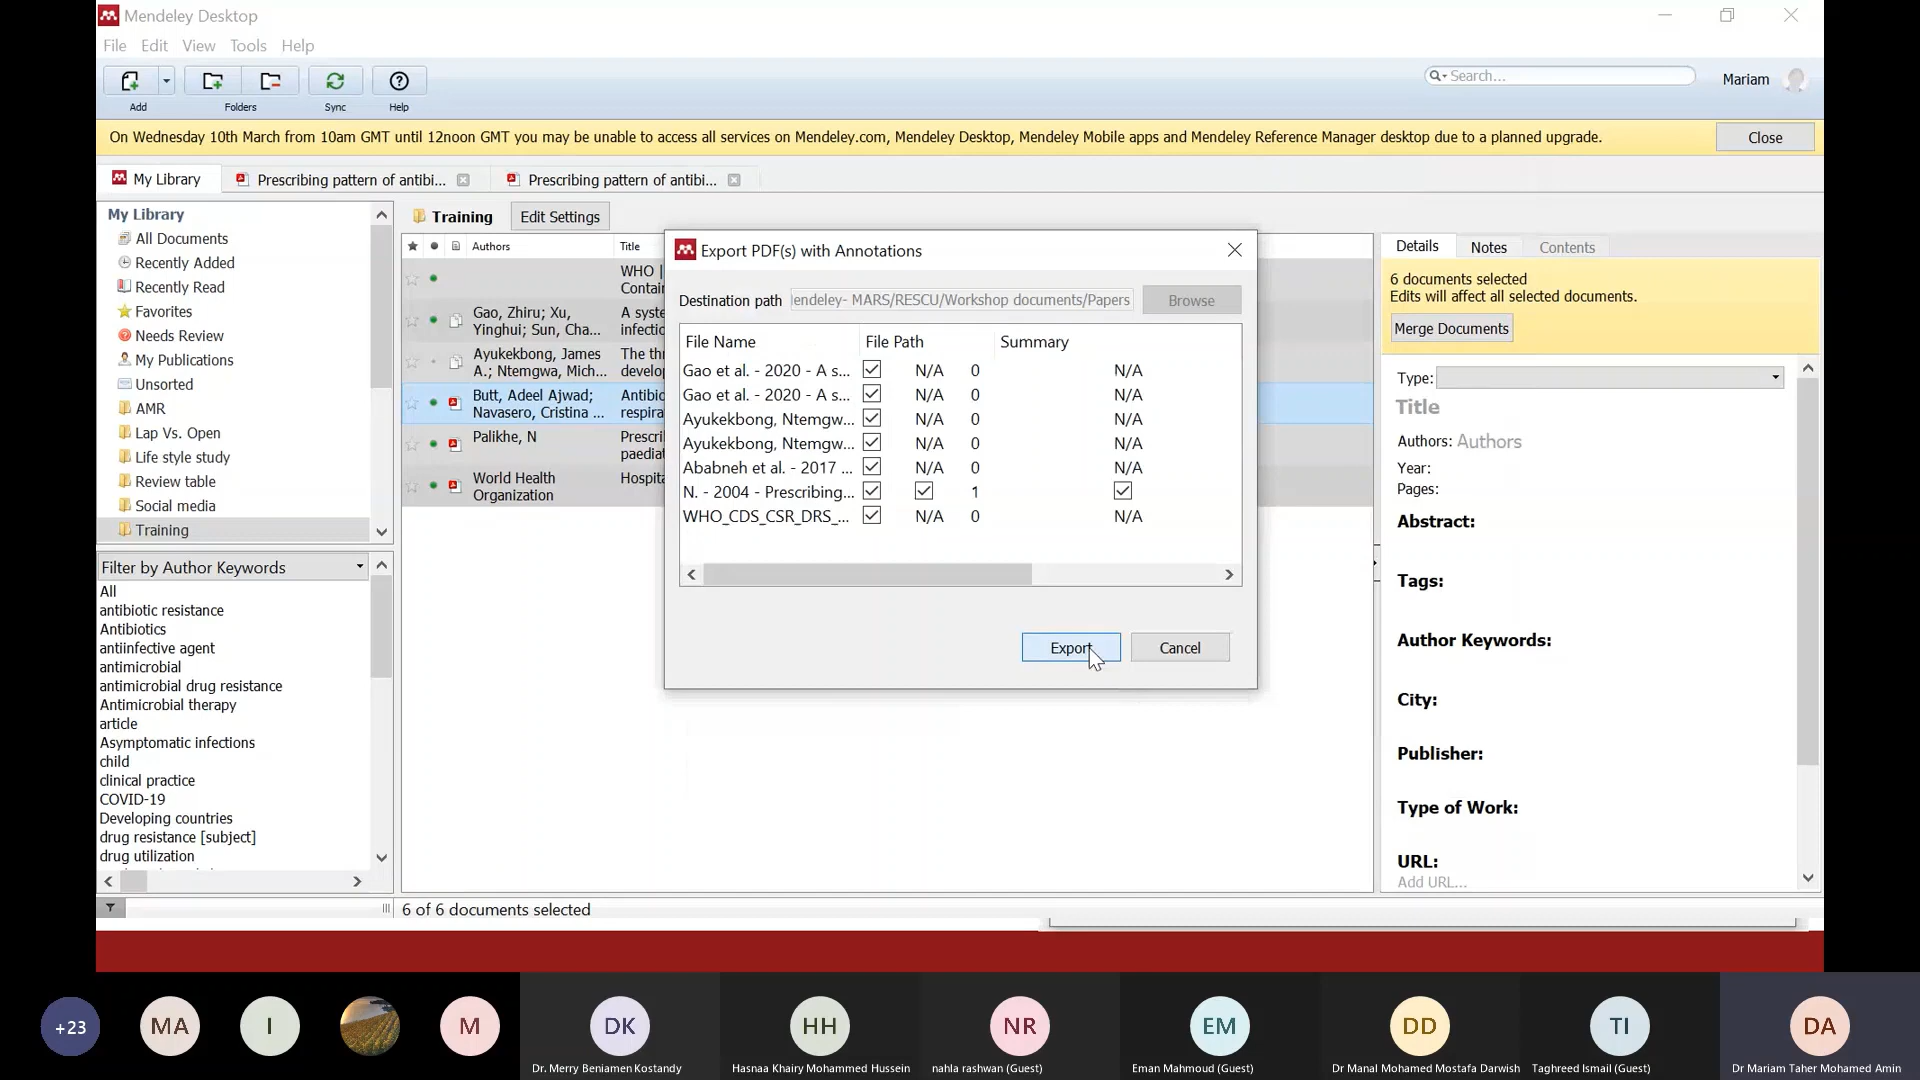 Mendeley Desktop
File Edit View Tools Help
Search...
Mariam
Add
Folders
Sync
Help
On Wednesday 10th March from 10am GMT until 12noon GMT you may be unable to access all services on Mendeley.com, Mendeley Desktop, Mendeley Mobile apps and Mendeley Reference Manager desktop due to a planned upgrade.
Close
My Library
Prescribing pattern of antibi...
Prescribing pattern of antibi...
My Library
All Documents
Recently Added
Recently Read
Favorites
Needs Review
My Publications
Unsorted
AMR
Lap Vs. Open
Life style study
Review table
Social media
Training
Filter by Author Keywords
All
antibiotic resistance
Antibiotics
antiinfective agent
antimicrobial
antimicrobial drug resistance
Antimicrobial therapy
article
Asymptomatic infections
child
clinical practice
COVID-19
Developing countries
drug resistance [subject]
drug utilization
Training
Edit Settings
Authors Title
WHO |
Contain
Gao, Zhiru; Xu, A syste
Yinghui; Sun, Cha... infectio
Ayukekbong, James The thr
A.; Ntemgwa, Mich... develop
Butt, Adeel Ajwad; Antibio
Navasero, Cristina ... respira
Palikhe, N Prescri
paediat
World Health Hospita
Organization
6 of 6 documents selected
Export PDF(s) with Annotations
Destination path endeley- MARS/RESCU/Workshop documents/Papers Browse
File Name File Path Summary
Gao et al. - 2020 - A s... N/A 0 N/A
Gao et al. - 2020 - A s... N/A 0 N/A
Ayukekbong, Ntemgw... N/A 0 N/A
Ayukekbong, Ntemgw... N/A 0 N/A
Ababneh et al. - 2017 ... N/A 0 N/A
N. - 2004 - Prescribing... 1
WHO_CDS_CSR_DRS_... N/A 0 N/A
Export Cancel
Details Notes Contents
6 documents selected
Edits will affect all selected documents.
Merge Documents
Type:
Title
Authors: Authors
Year:
Pages:
Abstract:
Tags:
Author Keywords:
City:
Publisher:
Type of Work:
URL:
Add URL...
+23 MA I M DK HH NR EM DD TI DA
Dr. Merry Beniamen Kostandy
Hasnaa Khairy Mohammed Hussein
nahla rashwan (Guest)
Eman Mahmoud (Guest)
Dr Manal Mohamed Mostafa Darwish
Taghreed Ismail (Guest)
Dr Mariam Taher Mohamed Amin